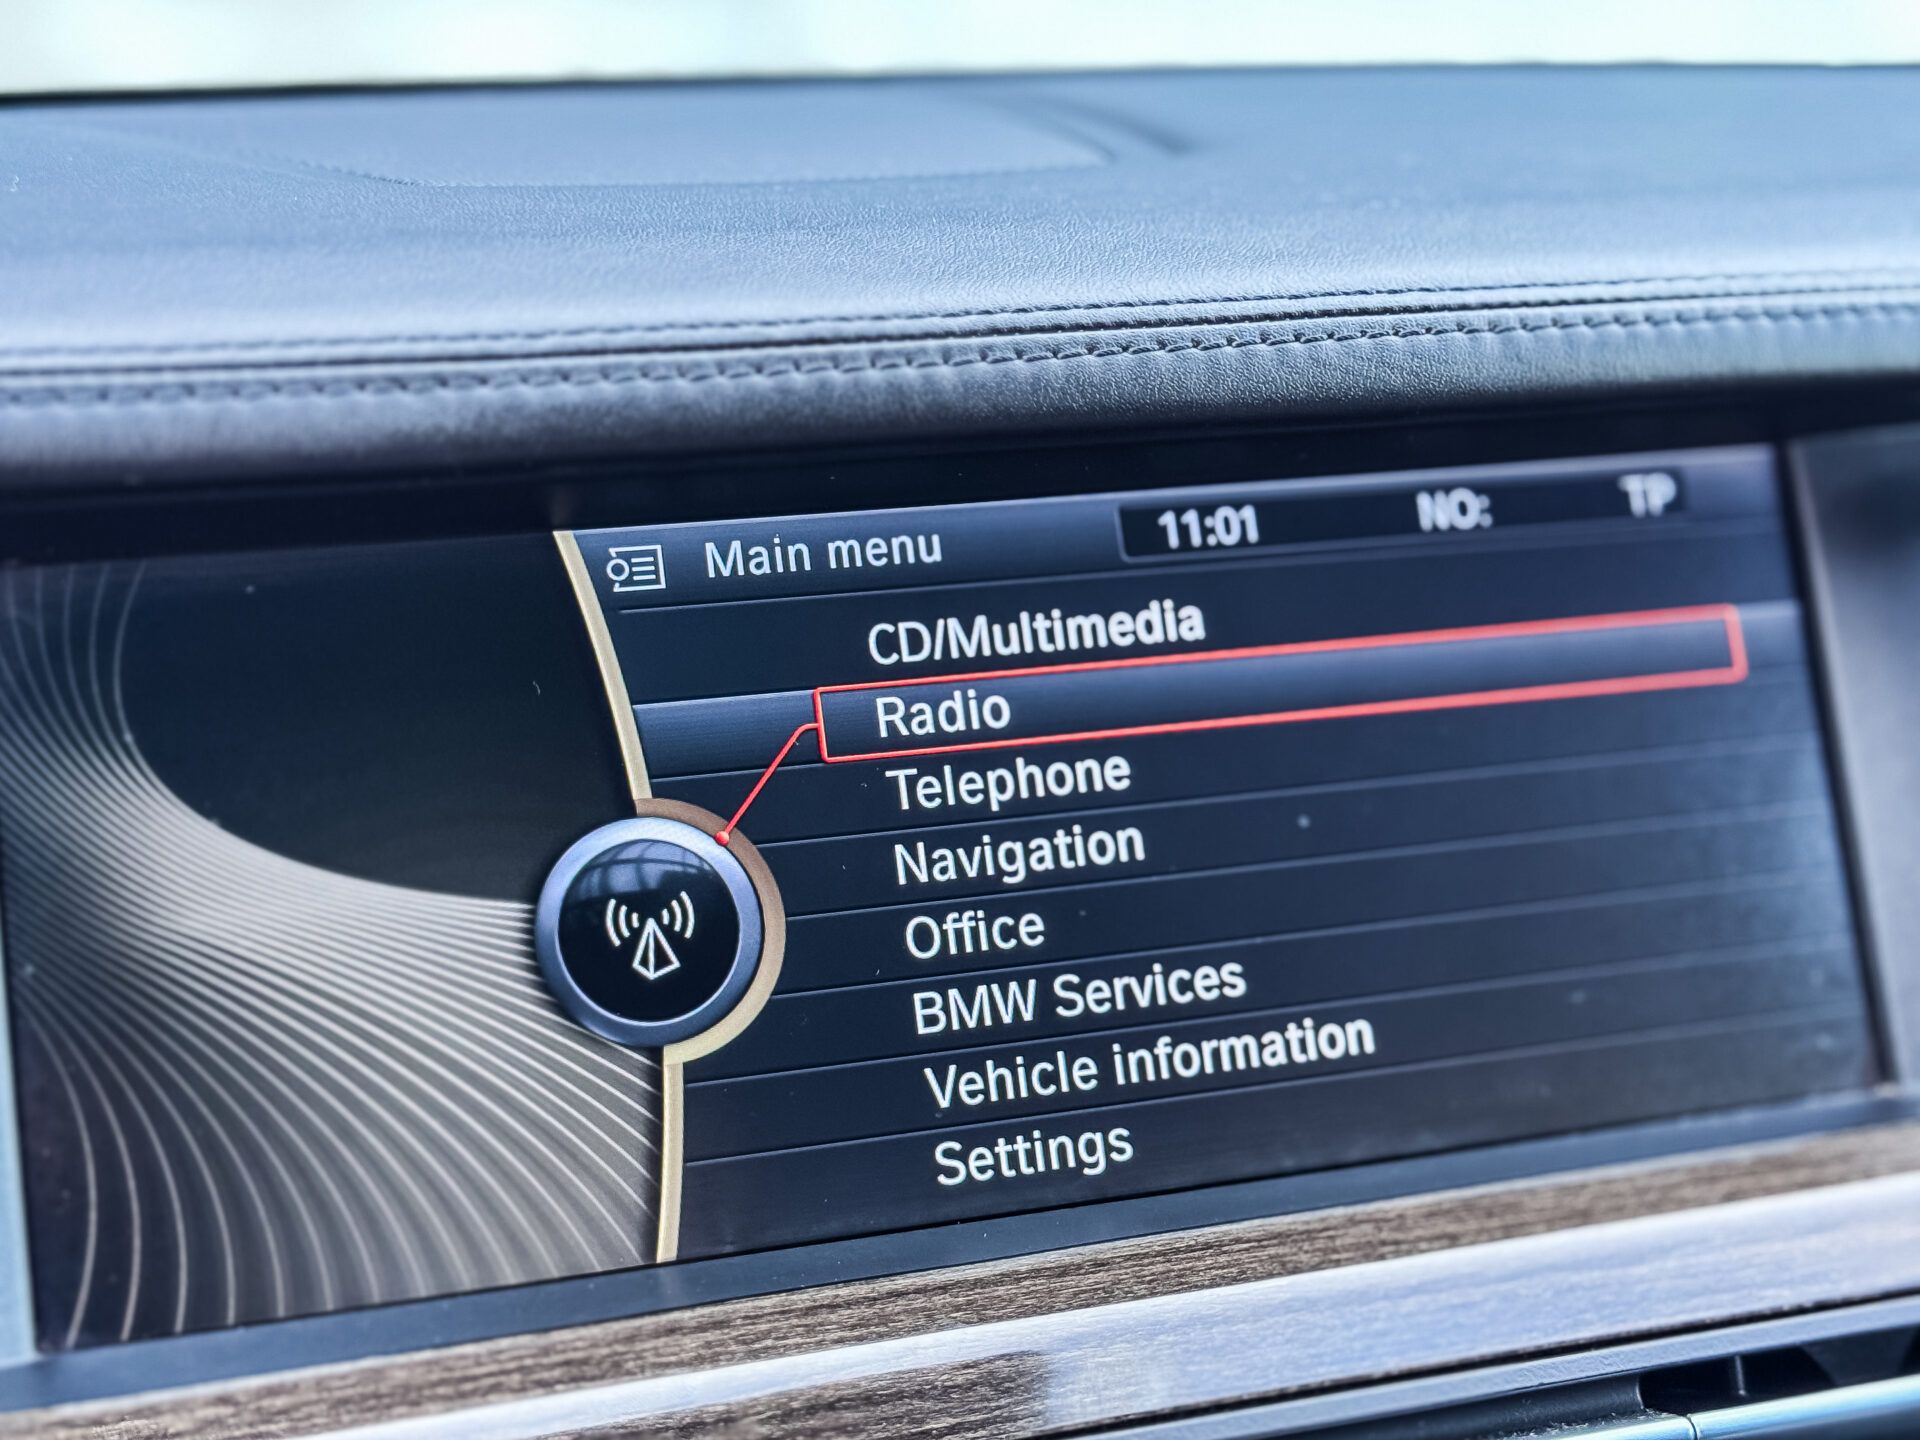 Main menu 11:01 NO: TP
CD/Multimedia
Radio
Telephone
Navigation
Office
BMW Services
Vehicle information
Settings